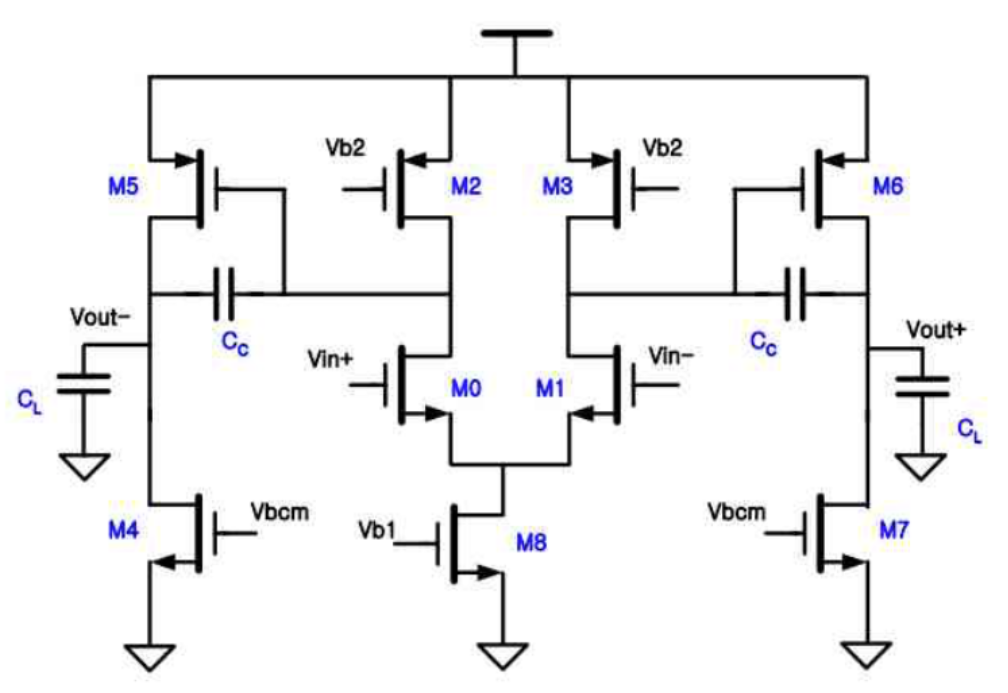 Vb2
Vb2
M5
M2
M3
M6
Vout-
Cc
Cc
Vout+
Vin+
Vin-
M0
M1
CL
CL
Vbcm
Vbcm
M4
Vb1
M8
M7